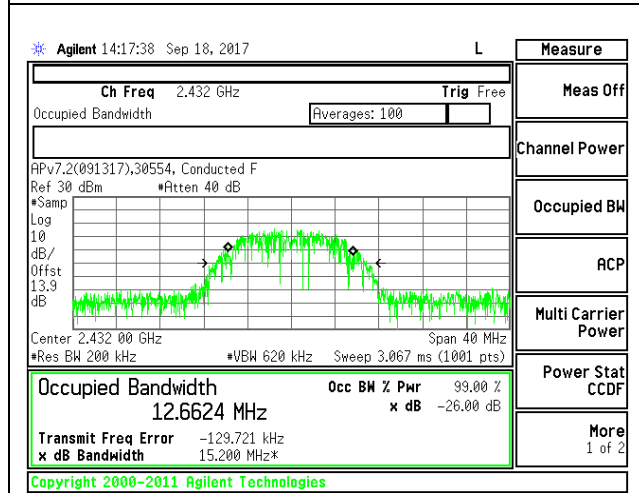 Agilent 14:17:38 Sep 18, 2017 L
Measure
Ch Freq 2.432 GHz Trig Free
Meas Off
Occupied Bandwidth Averages: 100
Channel Power
APv7.2(091317),30554, Conducted F
Ref 30 dBm #Atten 40 dB
#Samp
Log
10
dB/
Offst
13.9
dB
Occupied BW
ACP
Multi Carrier
Power
Center 2.432 00 GHz Span 40 MHz
#Res BW 200 kHz #VBW 620 kHz Sweep 3.067 ms (1001 pts)
Power Stat
CCDF
Occupied Bandwidth Occ BW % Pwr 99.00 %
12.6624 MHz x dB -26.00 dB
Transmit Freq Error -129.721 kHz
x dB Bandwidth 15.200 MHz*
More
1 of 2
Copyright 2000-2011 Agilent Technologies